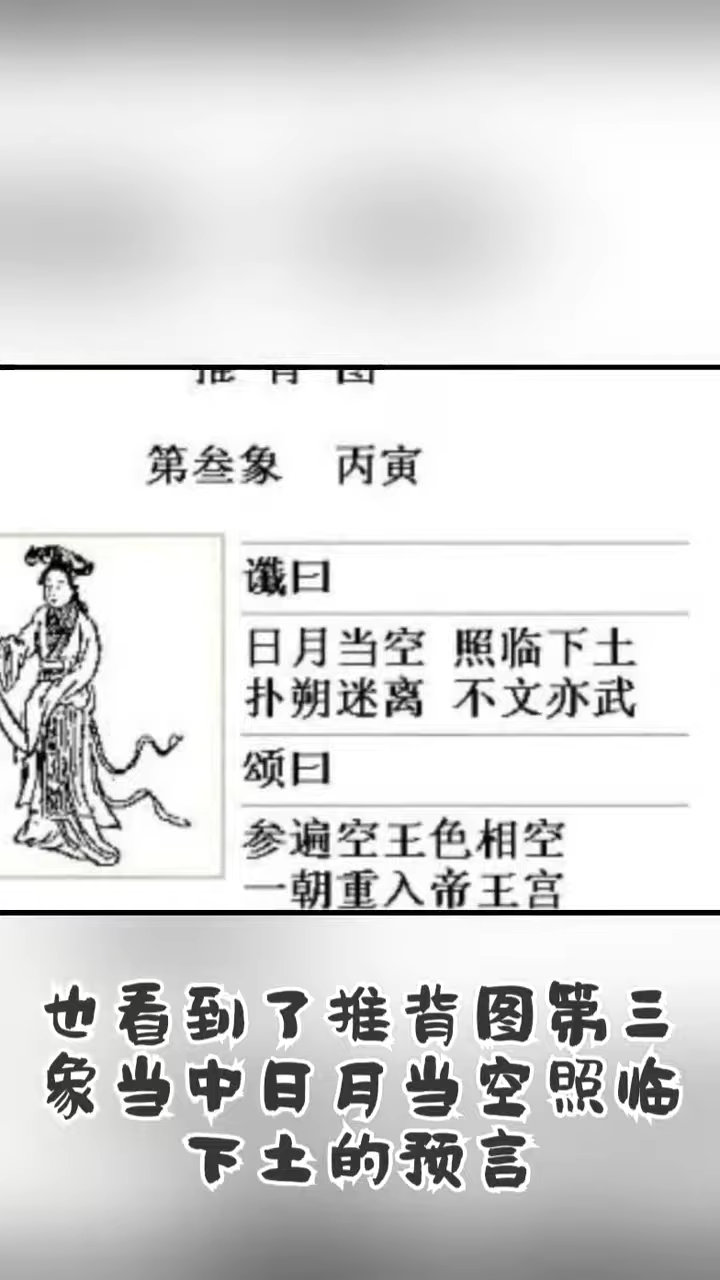 推背图
第叁象 丙寅
谶曰
日月当空 照临下土
扑朔迷离 不文亦武
颂曰
参遍空王色相空
一朝重入帝王宫
也看到了推背图第三
象当中日月当空照临
下土的预言